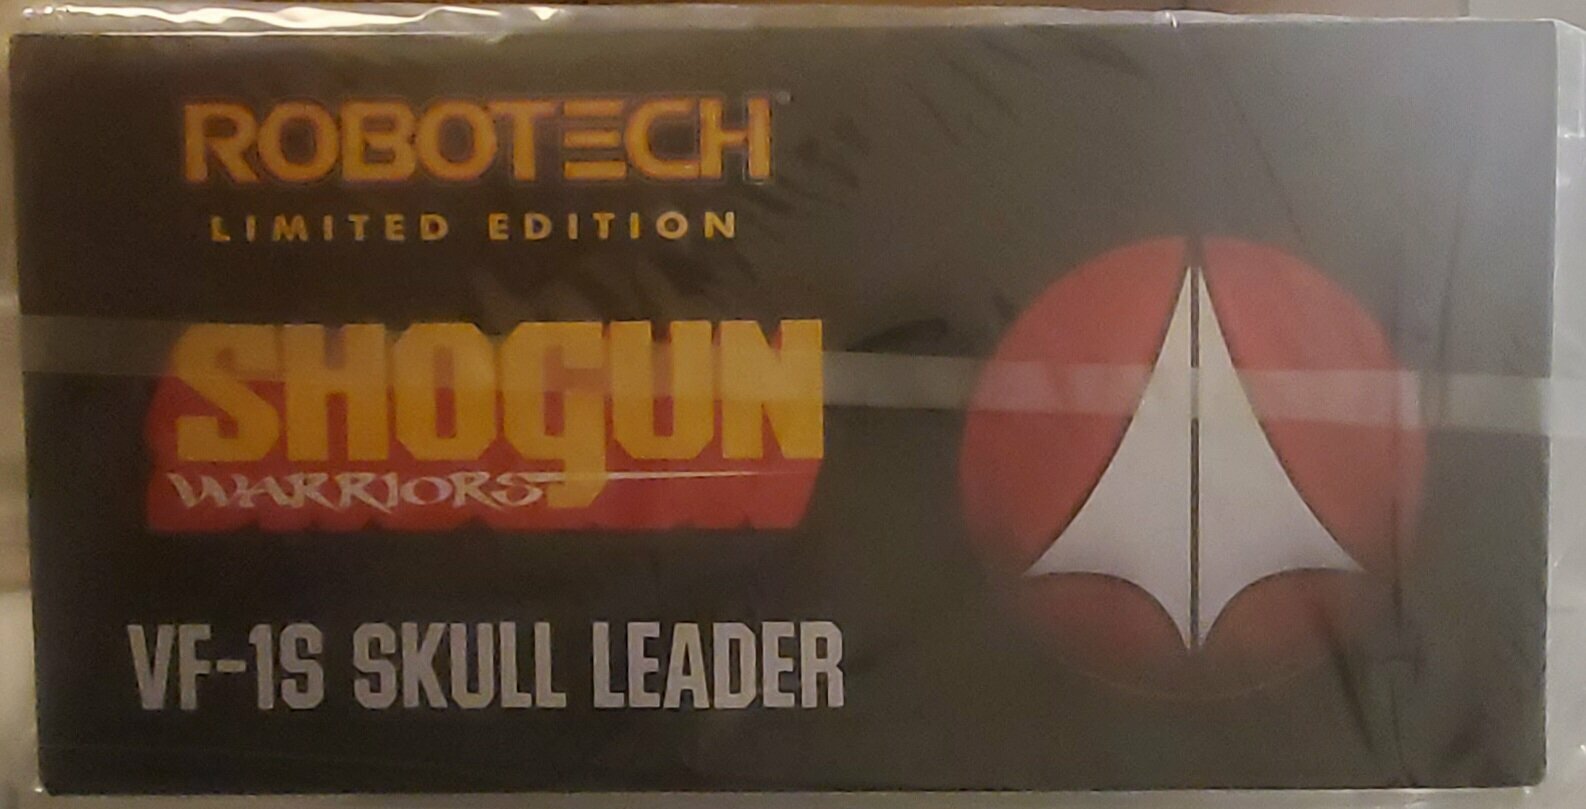 ROBOTECH
LIMITED EDITION
SHOGUN
WARRIORS
VF-1S SKULL LEADER